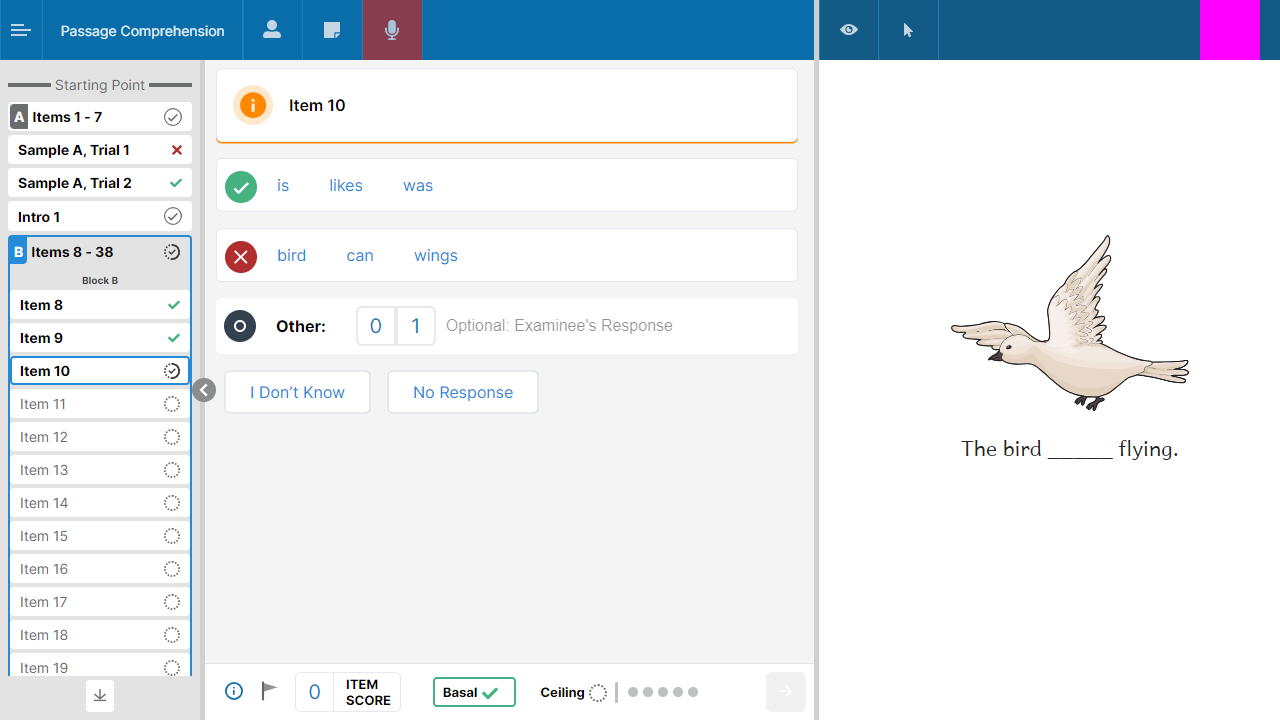 Passage Comprehension
Starting Point
A Items 1 - 7
Sample A, Trial 1
Sample A, Trial 2
Intro 1
B Items 8 - 38
Block B
Item 8
Item 9
Item 10
Item 11
Item 12
Item 13
Item 14
Item 15
Item 16
Item 17
Item 18
Item 19
Item 10
is likes was
bird can wings
Other: 0 1 Optional: Examinee's Response
I Don’t Know No Response
0 ITEM
SCORE
Basal Ceiling
The bird _____ flying.